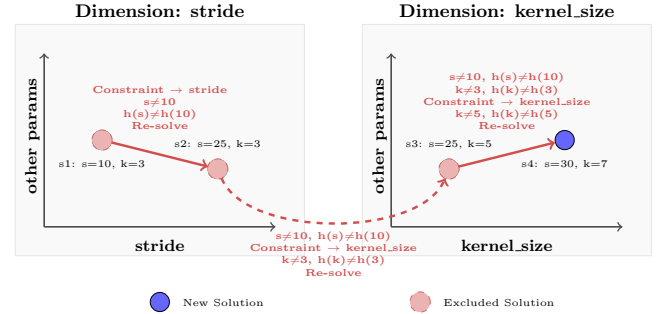 Dimension: stride
other params
Constraint → stride
s≠10
h(s)≠h(10)
Re-solve
s1: s=10, k=3
s2: s=25, k=3
stride
Dimension: kernel_size
other params
s≠10, h(s)≠h(10)
k≠3, h(k)≠h(3)
Constraint → kernel_size
k≠5, h(k)≠h(5)
Re-solve
s3: s=25, k=5
s4: s=30, k=7
kernel_size
s≠10, h(s)≠h(10)
Constraint → kernel_size
k≠3, h(k)≠h(3)
Re-solve
New Solution
Excluded Solution